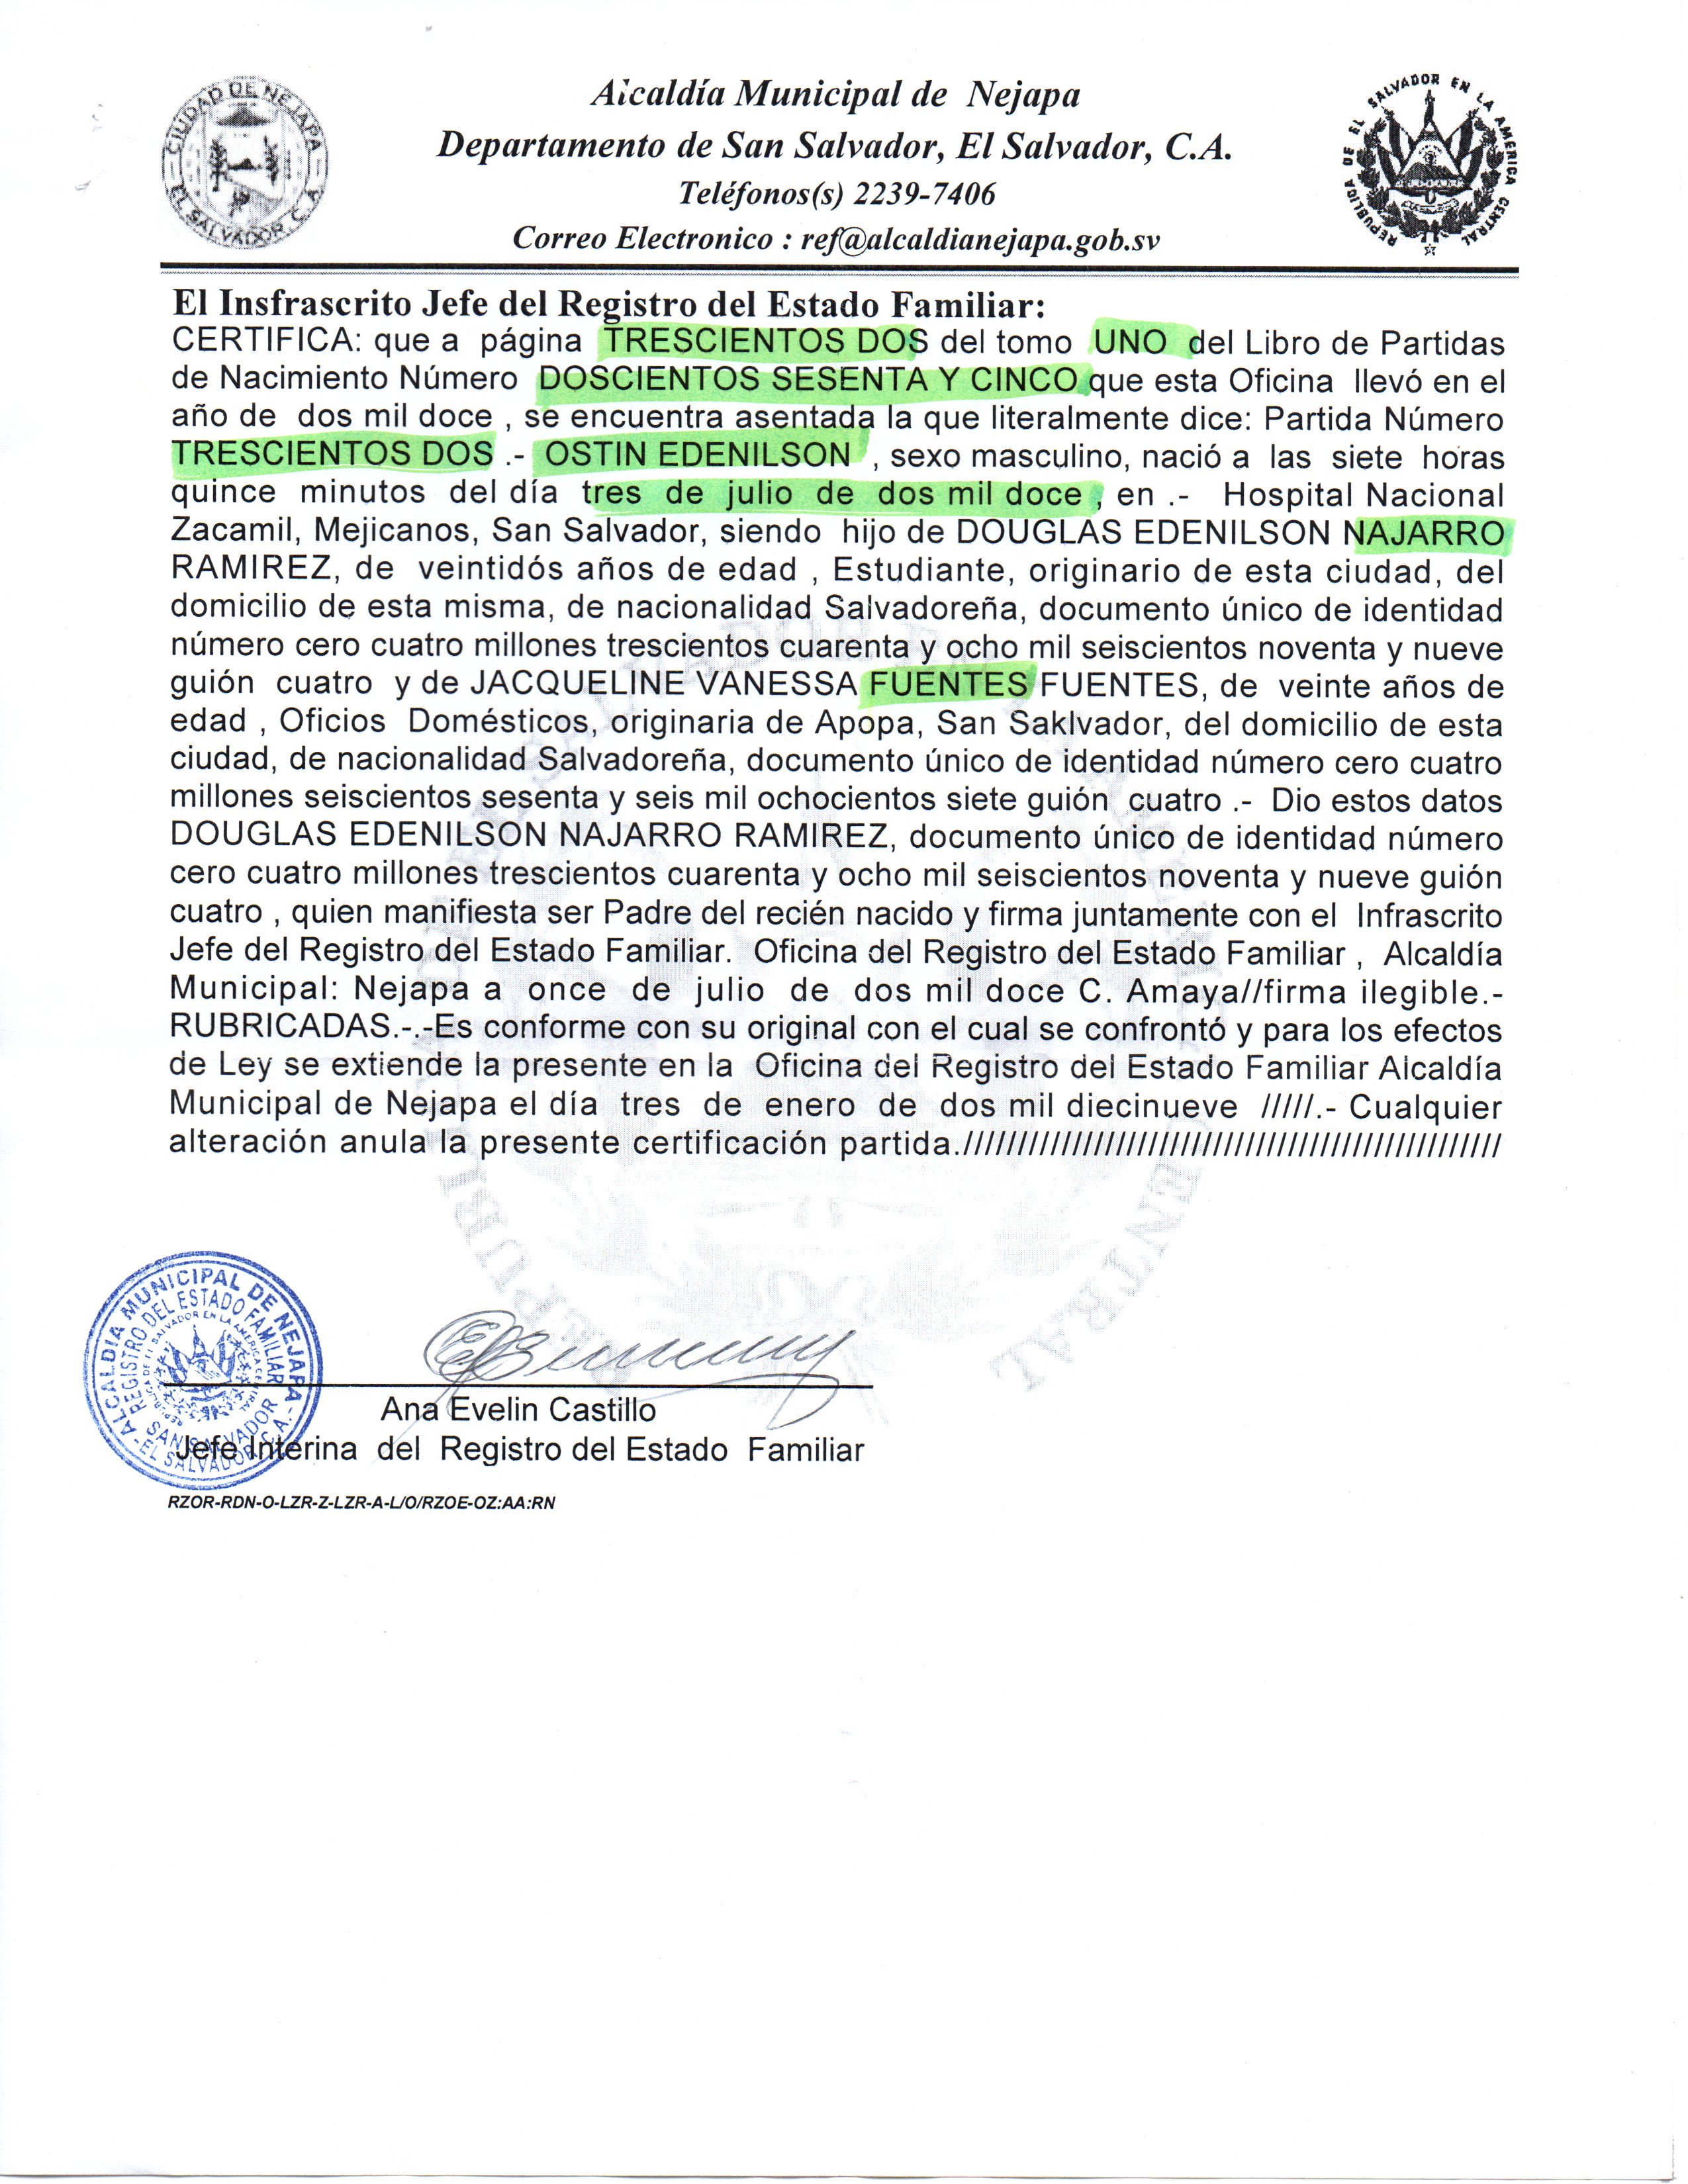 Alcaldía Municipal de Nejapa
Departamento de San Salvador, El Salvador, C.A.
Teléfonos(s) 2239-7406
Correo Electronico : ref@alcaldianejapa.gob.sv
CIUDAD DE NEJAPA
EL SALVADOR, C. A.
REPUBLICA DE EL SALVADOR EN LA AMERICA CENTRAL
El Insfrascrito Jefe del Registro del Estado Familiar:
CERTIFICA: que a página TRESCIENTOS DOS del tomo UNO del Libro de Partidas
de Nacimiento Número DOSCIENTOS SESENTA Y CINCO que esta Oficina llevó en el
año de dos mil doce , se encuentra asentada la que literalmente dice: Partida Número
TRESCIENTOS DOS .- OSTIN EDENILSON , sexo masculino, nació a las siete horas
quince minutos del día tres de julio de dos mil doce , en .- Hospital Nacional
Zacamil, Mejicanos, San Salvador, siendo hijo de DOUGLAS EDENILSON NAJARRO
RAMIREZ, de veintidós años de edad , Estudiante, originario de esta ciudad, del
domicilio de esta misma, de nacionalidad Salvadoreña, documento único de identidad
número cero cuatro millones trescientos cuarenta y ocho mil seiscientos noventa y nueve
guión cuatro y de JACQUELINE VANESSA FUENTES FUENTES, de veinte años de
edad , Oficios Domésticos, originaria de Apopa, San Saklvador, del domicilio de esta
ciudad, de nacionalidad Salvadoreña, documento único de identidad número cero cuatro
millones seiscientos sesenta y seis mil ochocientos siete guión cuatro .- Dio estos datos
DOUGLAS EDENILSON NAJARRO RAMIREZ, documento único de identidad número
cero cuatro millones trescientos cuarenta y ocho mil seiscientos noventa y nueve guión
cuatro , quien manifiesta ser Padre del recién nacido y firma juntamente con el Infrascrito
Jefe del Registro del Estado Familiar. Oficina del Registro del Estado Familiar , Alcaldía
Municipal: Nejapa a once de julio de dos mil doce C. Amaya//firma ilegible.-
RUBRICADAS.-.-Es conforme con su original con el cual se confrontó y para los efectos
de Ley se extiende la presente en la Oficina del Registro del Estado Familiar Alcaldía
Municipal de Nejapa el día tres de enero de dos mil diecinueve /////.- Cualquier
alteración anula la presente certificación partida.//////////////////////////////////////////////////
ALCALDIA MUNICIPAL DE NEJAPA
REGISTRO DEL ESTADO FAMILIAR
SAN SALVADOR
EL SALVADOR, C.A.
Ana Evelin Castillo
Jefe Interina del Registro del Estado Familiar
RZOR-RDN-O-LZR-Z-LZR-A-L/O/RZOE-OZ:AA:RN